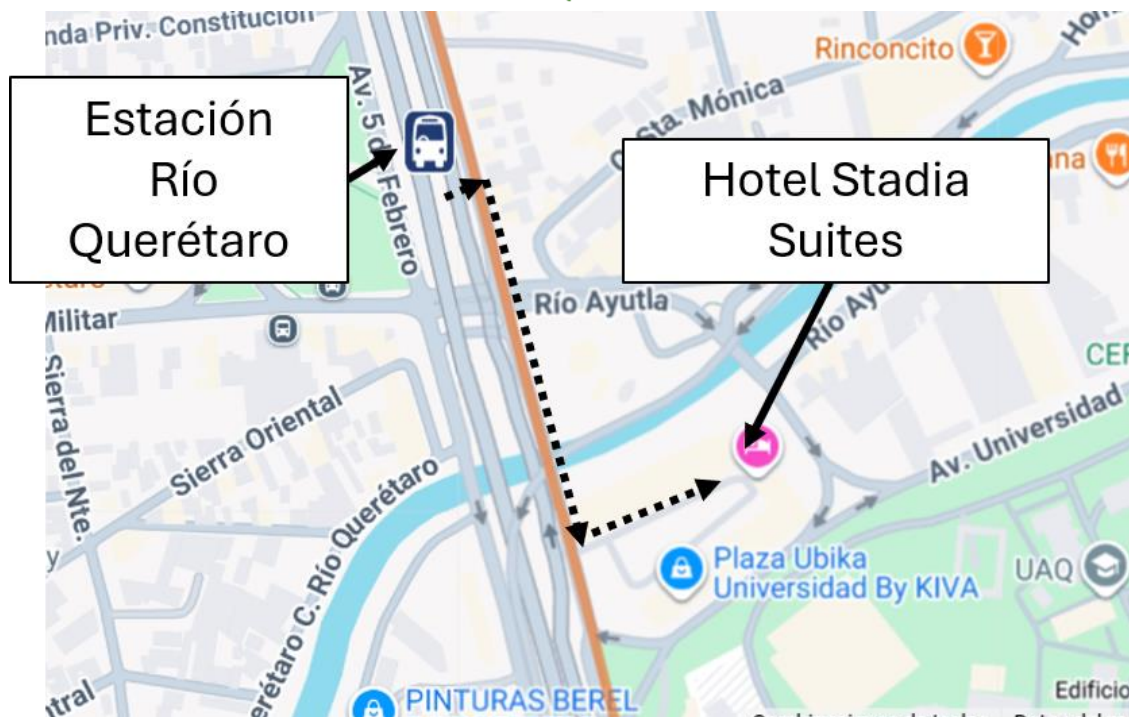 nda Priv. Constitución
Rinconcito
Av. 5 de Febrero
Sta. Mónica
Estación
Río
Querétaro
Hotel Stadia
Suites
ana
Río Ayutla
Militar
Río Ayu
CEF
Sierra del Nte.
Sierra Oriental
Av. Universidad
Río Querétaro
Plaza Ubika
Universidad By KIVA
UAQ
erétaro C. Río Querétaro
PINTURAS BEREL
Edificio